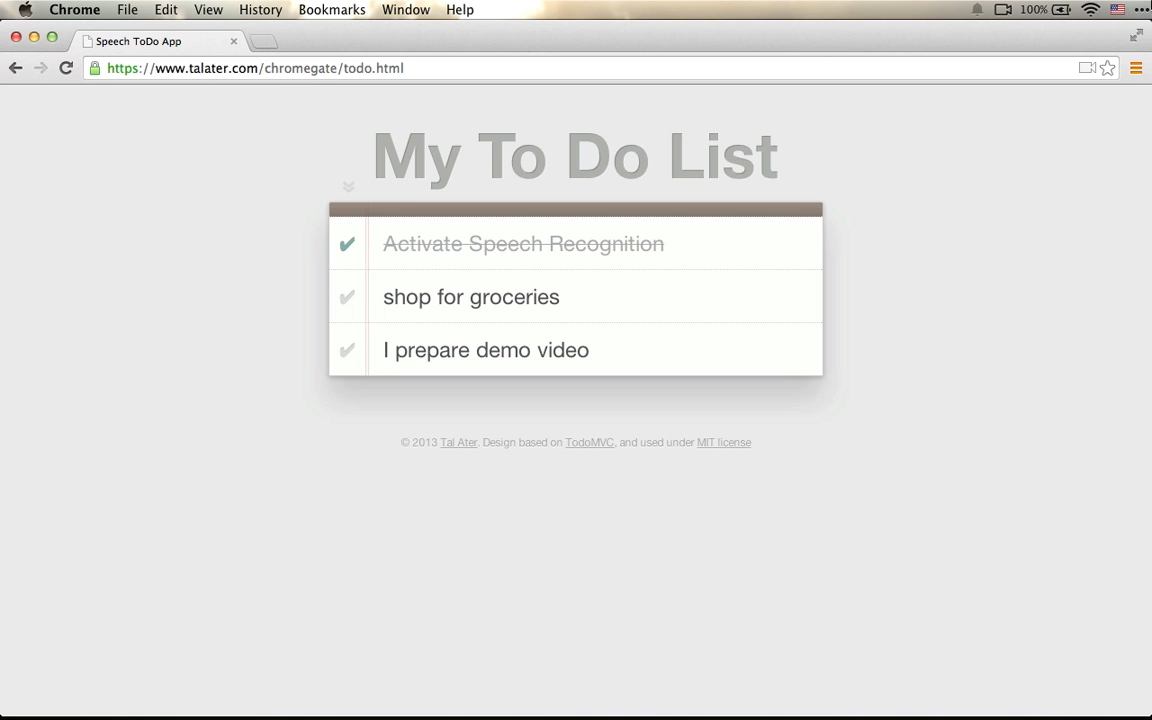 Chrome File Edit View History Bookmarks Window Help 100%
Speech ToDo App
https://www.talater.com/chromegate/todo.html
My To Do List
Activate Speech Recognition
shop for groceries
I prepare demo video
© 2013 Tal Ater. Design based on TodoMVC, and used under MIT license